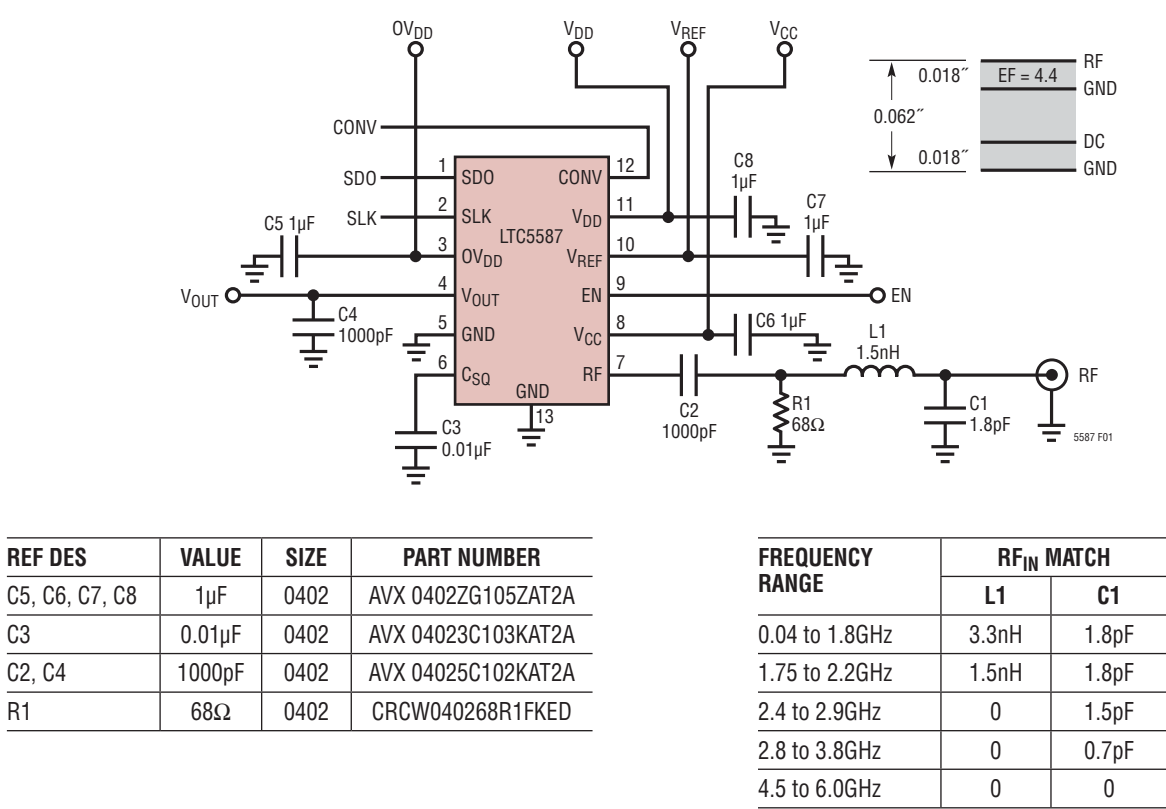 OVDD
VDD
VREF
VCC
0.018˝
EF = 4.4
RF
GND
0.062˝
DC
0.018˝
GND
CONV
SDO
SLK
C5 1µF
VOUT
C4
1000pF
C3
0.01µF
1
2
3
4
5
6
SDO
SLK
OVDD
VOUT
GND
CSQ
LTC5587
GND
13
CONV
VDD
VREF
EN
VCC
RF
12
11
10
9
8
7
C8
1µF
C7
1µF
EN
C6 1µF
L1
1.5nH
C2
1000pF
R1
68Ω
C1
1.8pF
RF
5587 F01
REF DES VALUE SIZE PART NUMBER
C5, C6, C7, C8 1µF 0402 AVX 0402ZG105ZAT2A
C3 0.01µF 0402 AVX 04023C103KAT2A
C2, C4 1000pF 0402 AVX 04025C102KAT2A
R1 68Ω 0402 CRCW040268R1FKED
FREQUENCY RANGE RFIN MATCH
L1 C1
0.04 to 1.8GHz 3.3nH 1.8pF
1.75 to 2.2GHz 1.5nH 1.8pF
2.4 to 2.9GHz 0 1.5pF
2.8 to 3.8GHz 0 0.7pF
4.5 to 6.0GHz 0 0